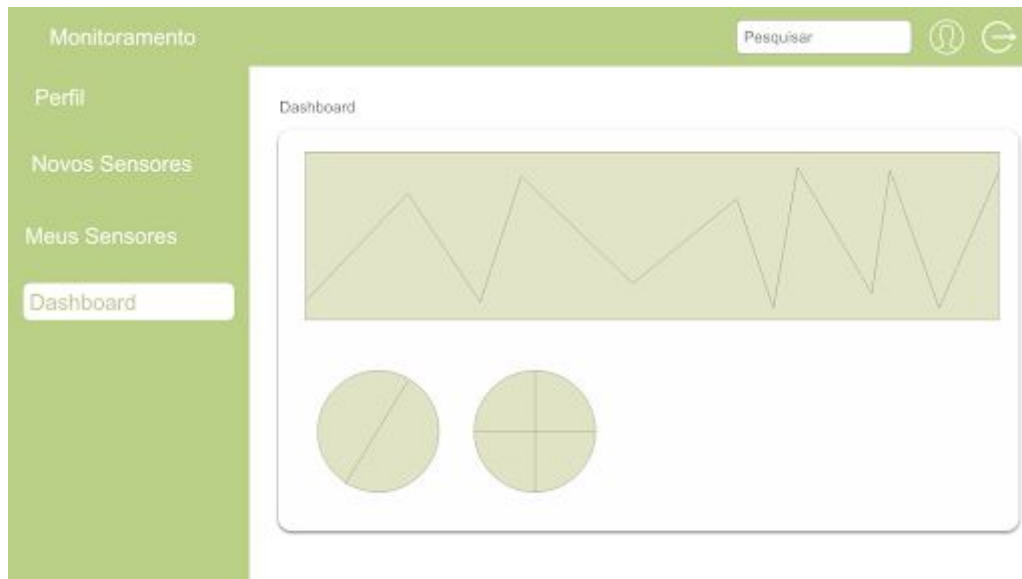 Monitoramento
Pesquisar
Perfil
Novos Sensores
Meus Sensores
Dashboard
Dashboard